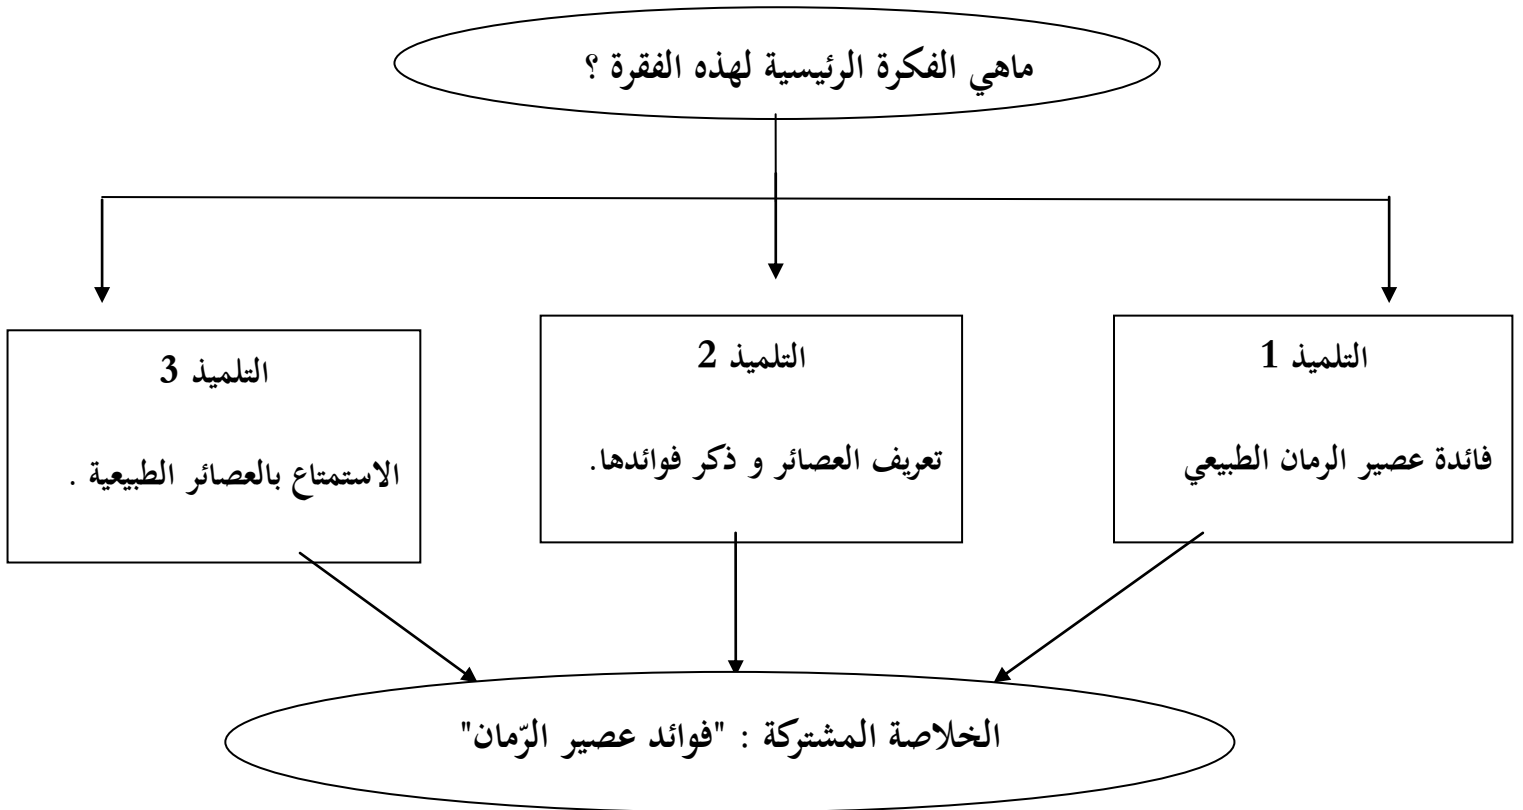 ماهي الفكرة الرئيسية لهذه الفقرة ؟
التلميذ 1
فائدة عصير الرمان الطبيعي
التلميذ 2
تعريف العصائر و ذكر فوائدها.
التلميذ 3
الاستمتاع بالعصائر الطبيعية .
الخلاصة المشتركة : "فوائد عصير الرّمان"